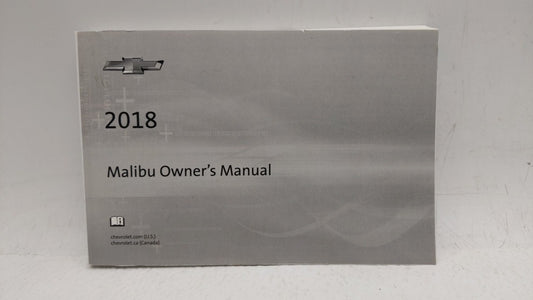 2018
Malibu Owner's Manual
chevrolet.com (U.S.)
chevrolet.ca (Canada)